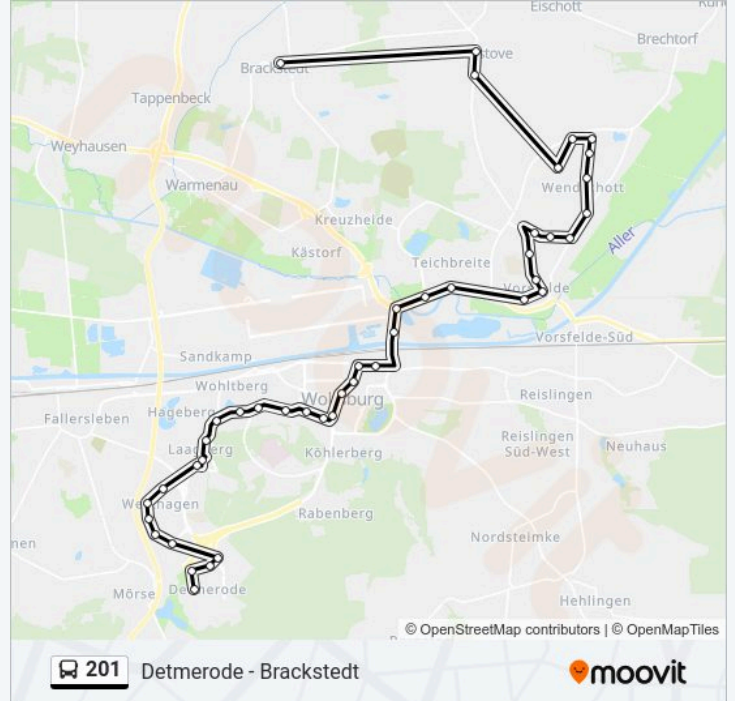 Eischott
Brechtorf
Tappenbeck
Weyhausen
Warmenau
Kreuzheide
Kästorf
Teichbreite
Aller
Vorsfelde-Süd
Sandkamp
Wohltberg
Reislingen
Hageberg
Fallersleben
Reislingen
Süd-West
Neuhaus
Köhlerberg
Rabenberg
Nordsteimke
Mörse
Hehlingen
© OpenStreetMap contributors | © OpenMapTiles
201 Detmerode - Brackstedt
moovit